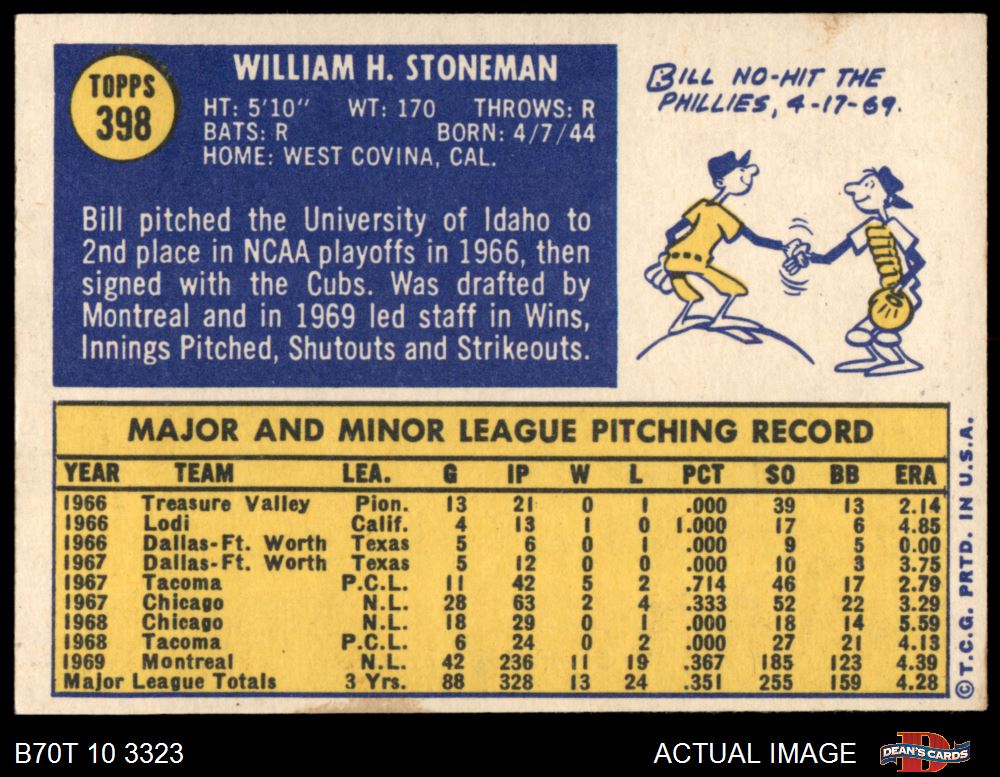 TOPPS
398
WILLIAM H. STONEMAN
HT: 5'10" WT: 170 THROWS: R
BATS: R BORN: 4/7/44
HOME: WEST COVINA, CAL.
Bill pitched the University of Idaho to
2nd place in NCAA playoffs in 1966, then
signed with the Cubs. Was drafted by
Montreal and in 1969 led staff in Wins,
Innings Pitched, Shutouts and Strikeouts.
BILL NO-HIT THE
PHILLIES, 4-17-69.
MAJOR AND MINOR LEAGUE PITCHING RECORD
YEAR TEAM LEA. G IP W L PCT SO BB ERA
1966 Treasure Valley Pion. 13 21 0 1 .000 39 13 2.14
1966 Lodi Calif. 4 13 1 0 1.000 17 6 4.85
1966 Dallas-Ft. Worth Texas 5 6 0 1 .000 9 5 0.00
1967 Dallas-Ft. Worth Texas 5 12 0 0 .000 10 3 3.75
1967 Tacoma P.C.L. 11 42 5 2 .714 46 17 2.79
1967 Chicago N.L. 28 63 2 4 .333 52 22 3.29
1968 Chicago N.L. 18 29 0 1 .000 18 14 5.59
1968 Tacoma P.C.L. 6 24 0 2 .000 27 21 4.13
1969 Montreal N.L. 42 236 11 19 .367 185 123 4.39
Major League Totals 3 Yrs. 88 328 13 24 .351 255 159 4.28
© T.C.G. PRTD. IN U.S.A.
B70T 10 3323
ACTUAL IMAGE
D
DEAN'S CARDS